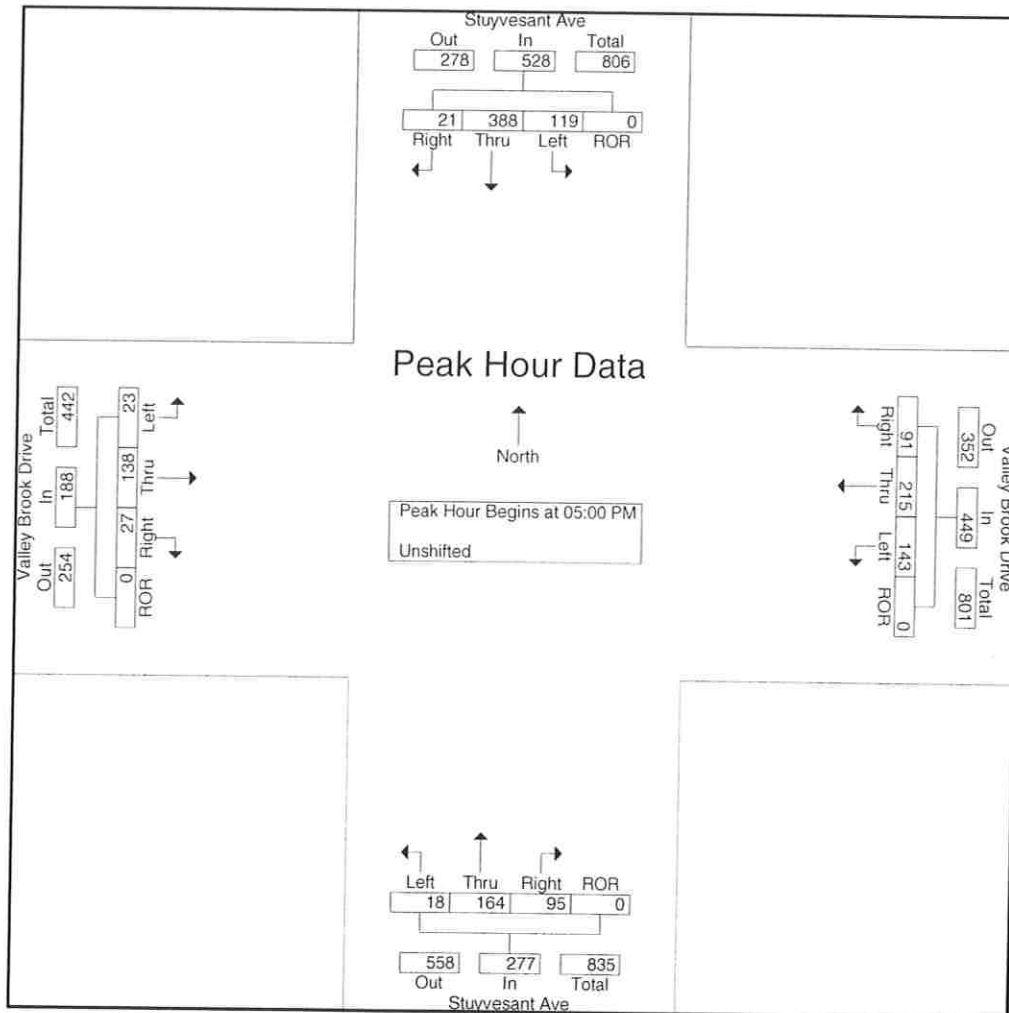 Stuyvesant Ave
Out In Total
278 528 806
21 388 119 0
Right Thru Left ROR
Peak Hour Data
North
Peak Hour Begins at 05:00 PM
Unshifted
Valley Brook Drive
Out In Total
254 188 442
23 138 27 0
Left Thru Right ROR
Valley Brook Drive
Out In Total
352 449 801
91 215 143 0
Right Thru Left ROR
Left Thru Right ROR
18 164 95 0
558 277 835
Out In Total
Stuyvesant Ave